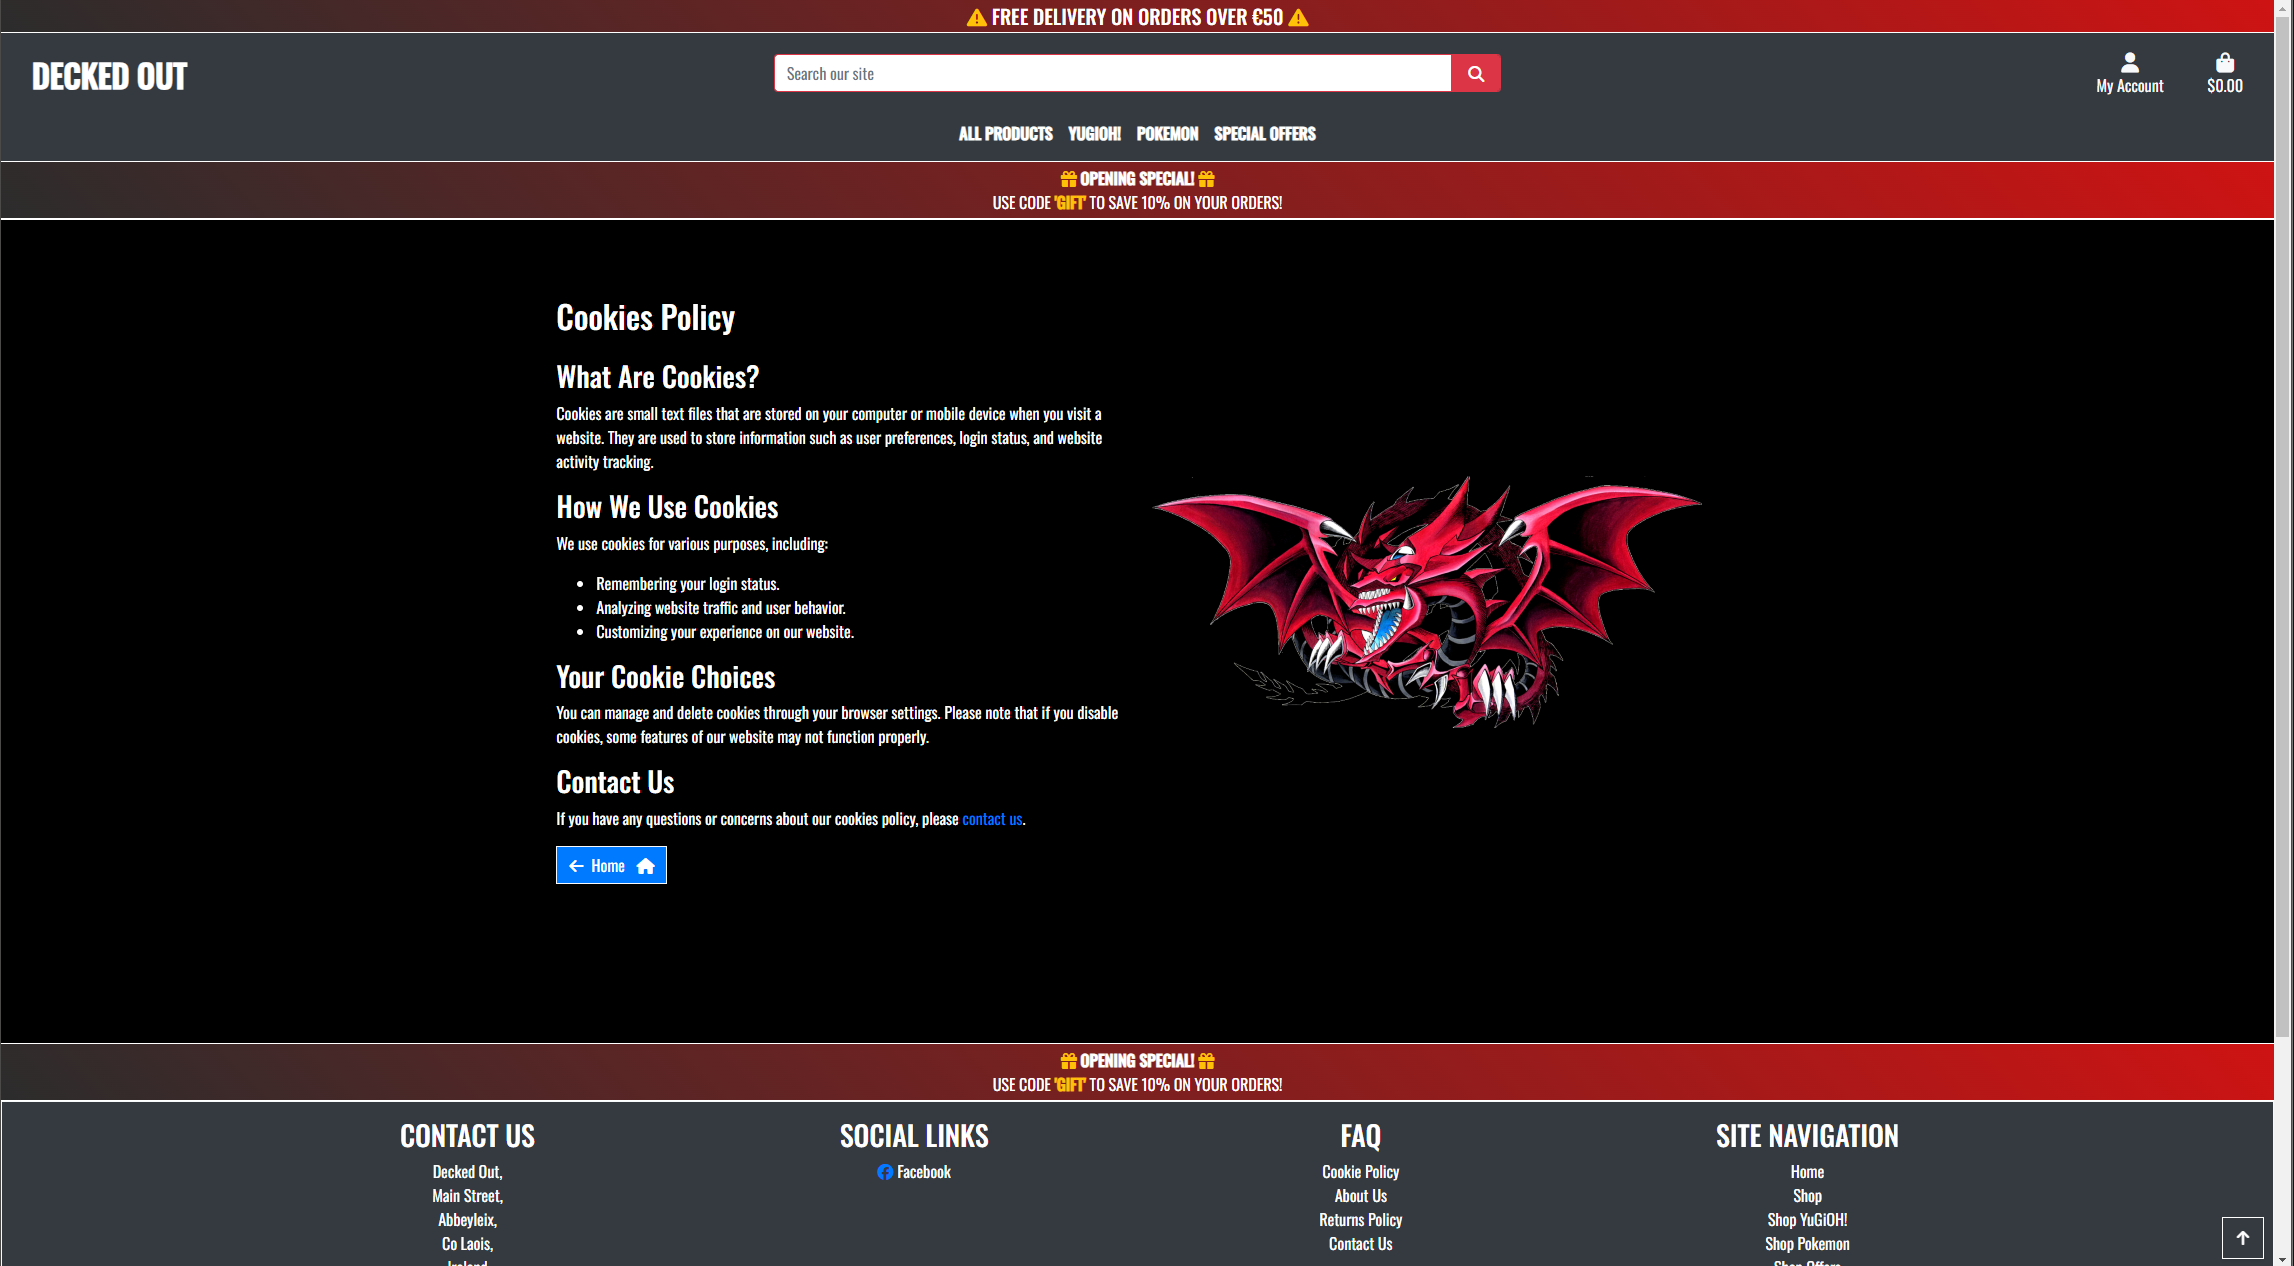 FREE DELIVERY ON ORDERS OVER €50
DECKED OUT
Search our site
My Account
$0.00
ALL PRODUCTS YUGIOH! POKEMON SPECIAL OFFERS
OPENING SPECIAL!
USE CODE 'GIFT' TO SAVE 10% ON YOUR ORDERS!
Cookies Policy
What Are Cookies?
Cookies are small text files that are stored on your computer or mobile device when you visit a
website. They are used to store information such as user preferences, login status, and website
activity tracking.
How We Use Cookies
We use cookies for various purposes, including:
Remembering your login status.
Analyzing website traffic and user behavior.
Customizing your experience on our website.
Your Cookie Choices
You can manage and delete cookies through your browser settings. Please note that if you disable
cookies, some features of our website may not function properly.
Contact Us
If you have any questions or concerns about our cookies policy, please contact us.
Home
OPENING SPECIAL!
USE CODE 'GIFT' TO SAVE 10% ON YOUR ORDERS!
CONTACT US
Decked Out,
Main Street,
Abbeyleix,
Co Laois,
Ireland
SOCIAL LINKS
Facebook
FAQ
Cookie Policy
About Us
Returns Policy
Contact Us
SITE NAVIGATION
Home
Shop
Shop YuGiOH!
Shop Pokemon
Shop Offers